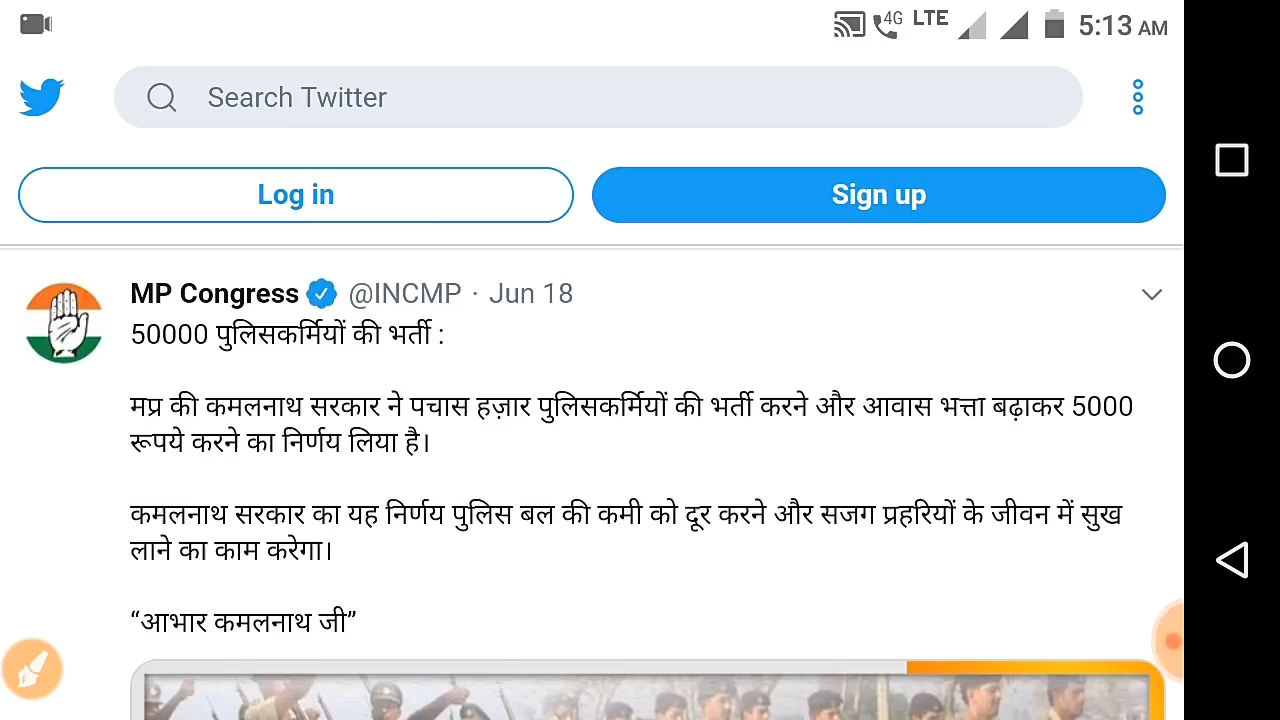 4G LTE 5:13 AM
Search Twitter
Log in
Sign up
MP Congress @INCMP · Jun 18
50000 पुलिसकर्मियों की भर्ती :
मप्र की कमलनाथ सरकार ने पचास हज़ार पुलिसकर्मियों की भर्ती करने और आवास भत्ता बढ़ाकर 5000
रूपये करने का निर्णय लिया है।
कमलनाथ सरकार का यह निर्णय पुलिस बल की कमी को दूर करने और सजग प्रहरियों के जीवन में सुख
लाने का काम करेगा।
“आभार कमलनाथ जी”